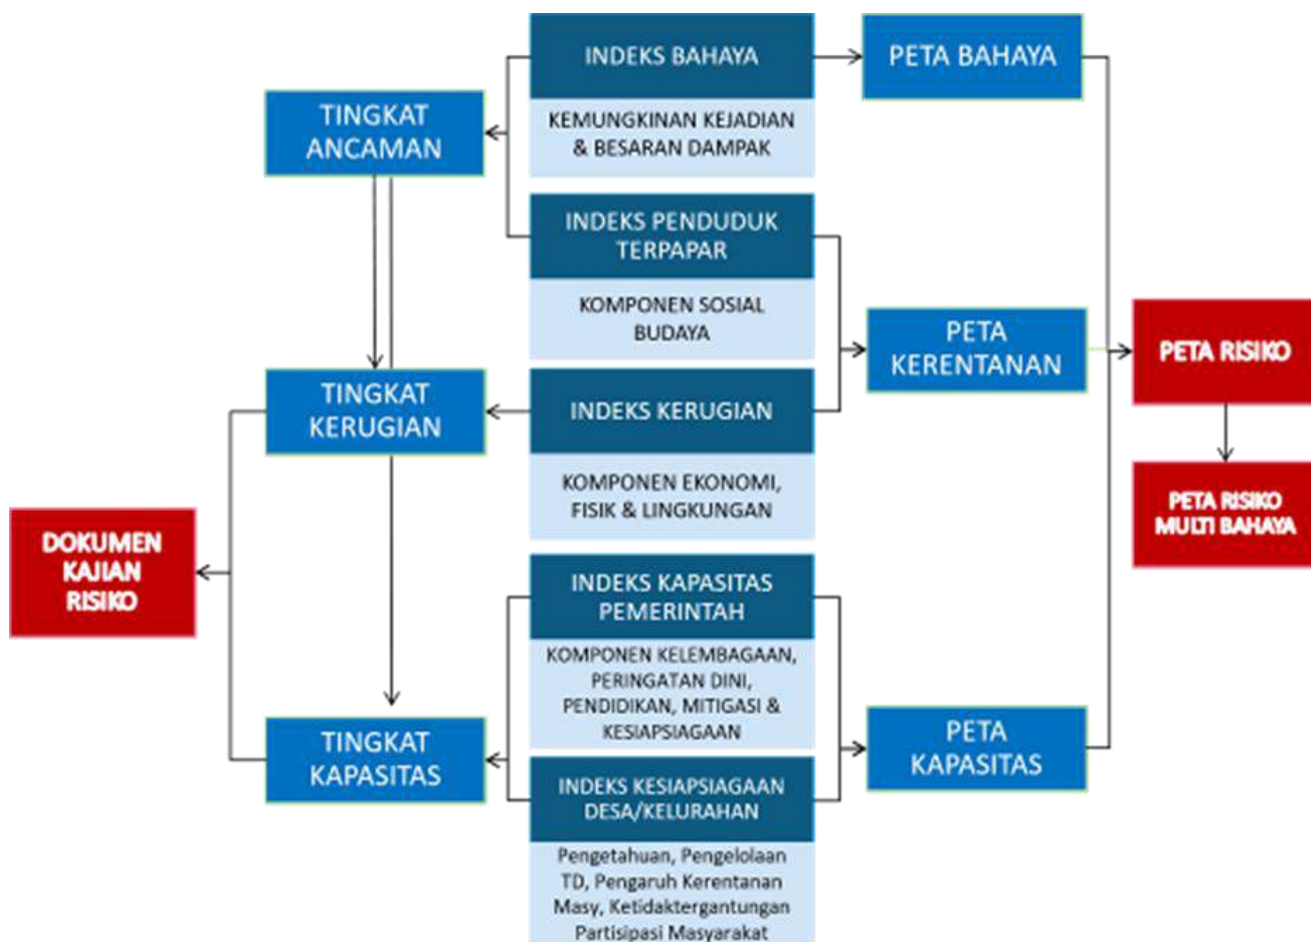 INDEKS BAHAYA
KEMUNGKINAN KEJADIAN
& BESARAN DAMPAK
PETA BAHAYA
TINGKAT
ANCAMAN
INDEKS PENDUDUK
TERPAPAR
KOMPONEN SOSIAL
BUDAYA
PETA
KERENTANAN
PETA RISIKO
TINGKAT
KERUGIAN
INDEKS KERUGIAN
KOMPONEN EKONOMI,
FISIK & LINGKUNGAN
PETA RISIKO
MULTI BAHAYA
DOKUMEN
KAJIAN
RISIKO
INDEKS KAPASITAS
PEMERINTAH
KOMPONEN KELEMBAGAAN,
PERINGATAN DINI,
PENDIDIKAN, MITIGASI &
KESIAPSIAGAAN
TINGKAT
KAPASITAS
PETA
KAPASITAS
INDEKS KESIAPSIAGAAN
DESA/KELURAHAN
Pengetahuan, Pengelolaan
TD, Pengaruh Kerentanan
Masy, Ketidaktergantungan
Partisipasi Masyarakat